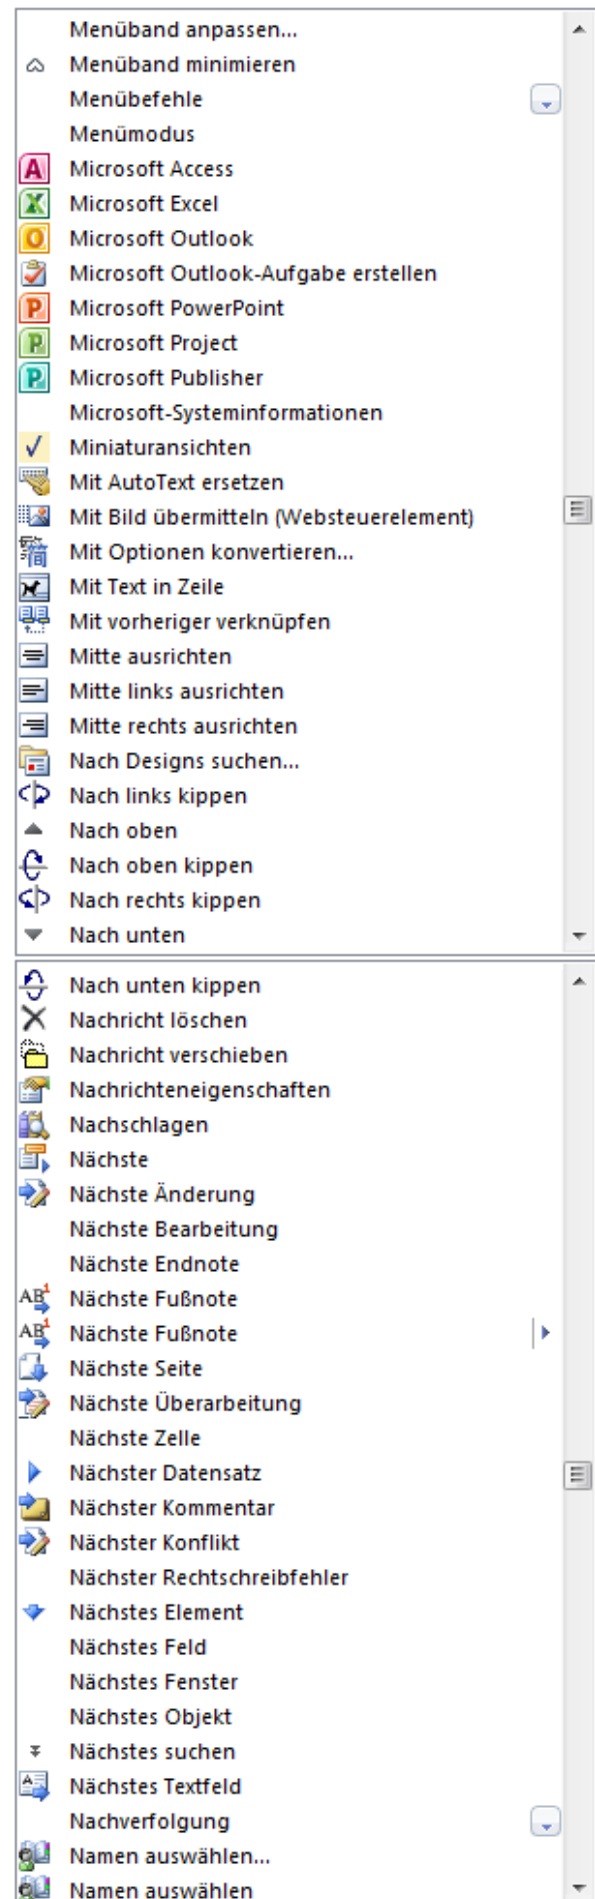 Menüband anpassen...
Menüband minimieren
Menübefehle
Menümodus
Microsoft Access
Microsoft Excel
Microsoft Outlook
Microsoft Outlook-Aufgabe erstellen
Microsoft PowerPoint
Microsoft Project
Microsoft Publisher
Microsoft-Systeminformationen
Miniaturansichten
Mit AutoText ersetzen
Mit Bild übermitteln (Websteuerelement)
Mit Optionen konvertieren...
Mit Text in Zeile
Mit vorheriger verknüpfen
Mitte ausrichten
Mitte links ausrichten
Mitte rechts ausrichten
Nach Designs suchen...
Nach links kippen
Nach oben
Nach oben kippen
Nach rechts kippen
Nach unten
Nach unten kippen
Nachricht löschen
Nachricht verschieben
Nachrichteneigenschaften
Nachschlagen
Nächste
Nächste Änderung
Nächste Bearbeitung
Nächste Endnote
Nächste Fußnote
Nächste Fußnote
Nächste Seite
Nächste Überarbeitung
Nächste Zelle
Nächster Datensatz
Nächster Kommentar
Nächster Konflikt
Nächster Rechtschreibfehler
Nächstes Element
Nächstes Feld
Nächstes Fenster
Nächstes Objekt
Nächstes suchen
Nächstes Textfeld
Nachverfolgung
Namen auswählen...
Namen auswählen